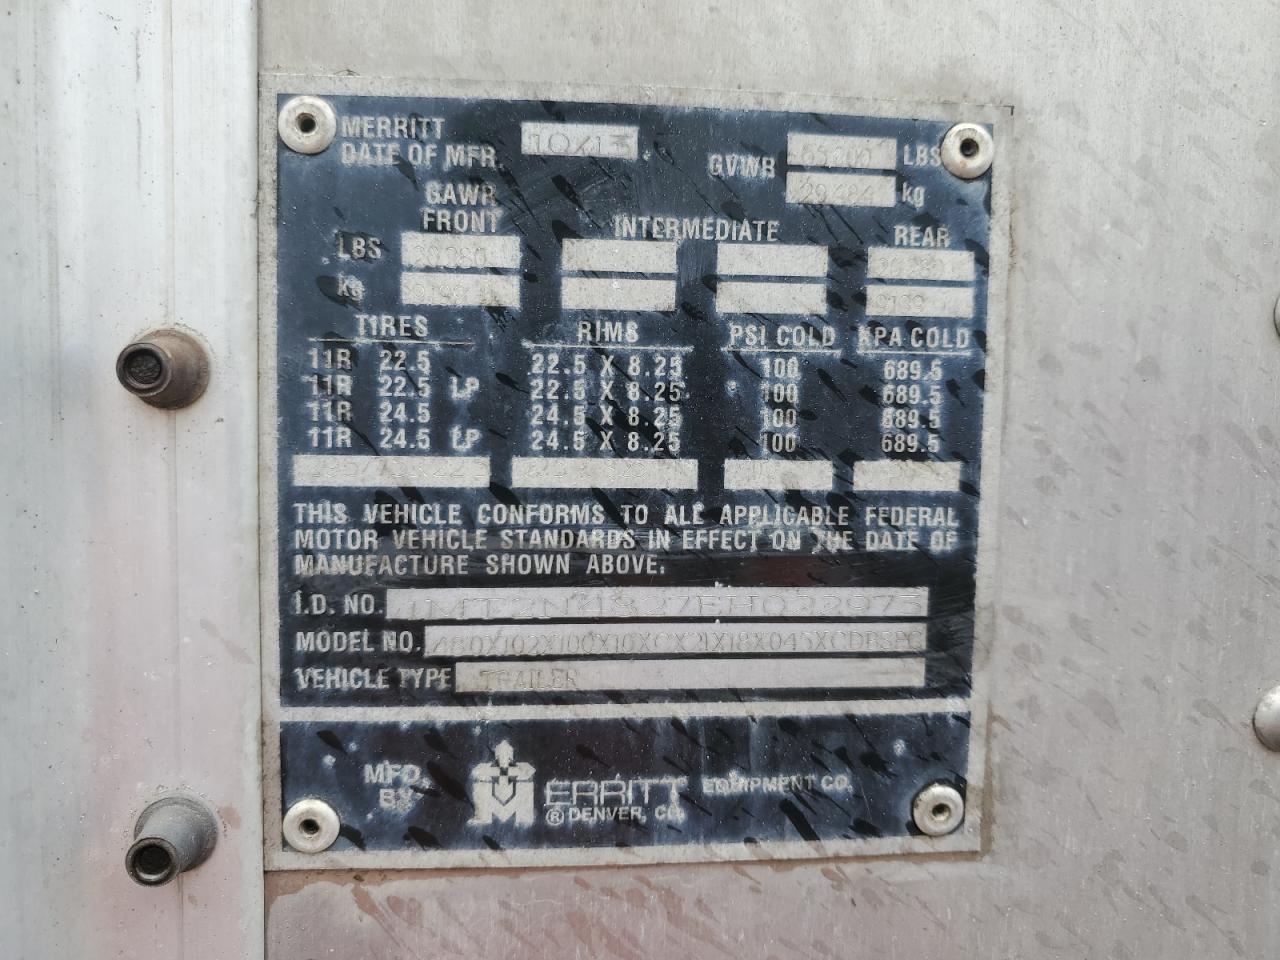 MERRITT
DATE OF MFR. 10/13
GVWR LBS
kg
GAWR
FRONT INTERMEDIATE REAR
LBS
kg 9199
TIRES RIMS PSI COLD KPA COLD
11R 22.5 22.5 X 8.25 100 689.5
11R 22.5 LP 22.5 X 8.25 100 689.5
11R 24.5 24.5 X 8.25 100 689.5
11R 24.5 LP 24.5 X 8.25 100 689.5
THIS VEHICLE CONFORMS TO ALL APPLICABLE FEDERAL
MOTOR VEHICLE STANDARDS IN EFFECT ON THE DATE OF
MANUFACTURE SHOWN ABOVE.
I.D. NO. 1MT2N4827EH022973
MODEL NO.
VEHICLE TYPE TRAILER
MFD. BY MERRITT EQUIPMENT CO.
® DENVER, CO.